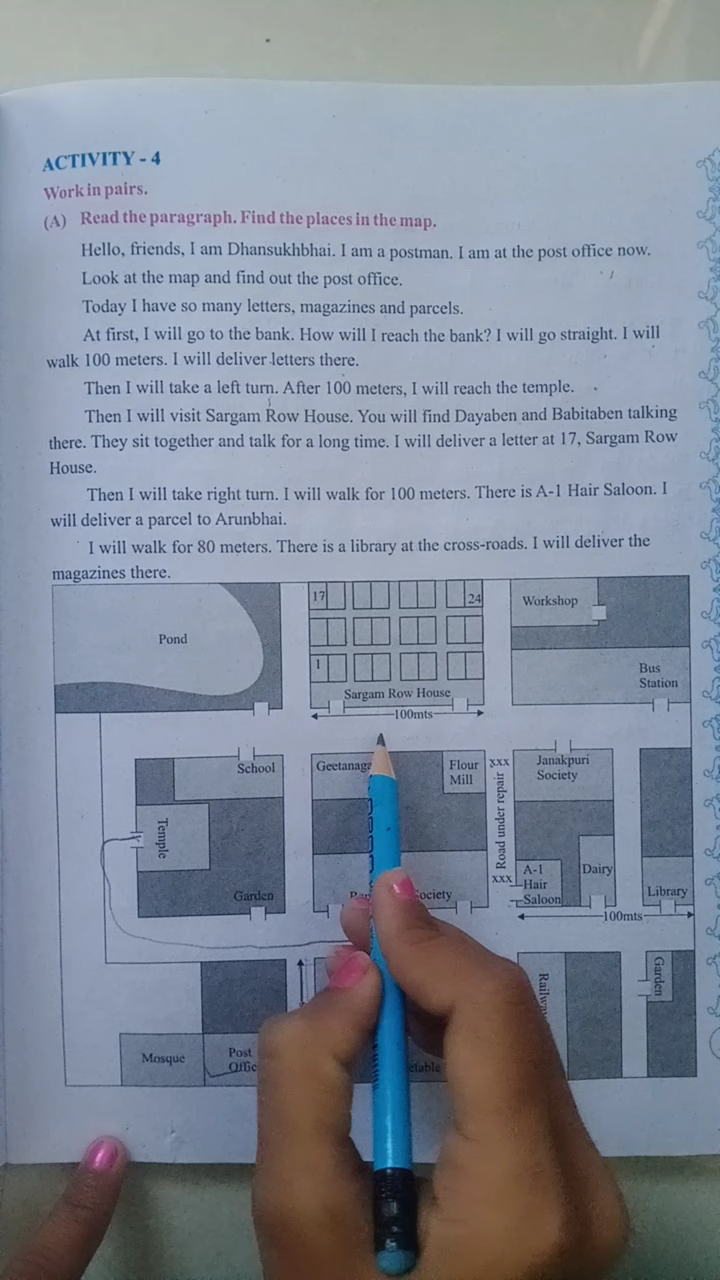 ACTIVITY - 4
Work in pairs.
(A) Read the paragraph. Find the places in the map.
Hello, friends, I am Dhansukhbhai. I am a postman. I am at the post office now.
Look at the map and find out the post office.
Today I have so many letters, magazines and parcels.
At first, I will go to the bank. How will I reach the bank? I will go straight. I will
walk 100 meters. I will deliver letters there.
Then I will take a left turn. After 100 meters, I will reach the temple.
Then I will visit Sargam Row House. You will find Dayaben and Babitaben talking
there. They sit together and talk for a long time. I will deliver a letter at 17, Sargam Row
House.
Then I will take right turn. I will walk for 100 meters. There is A-1 Hair Saloon. I
will deliver a parcel to Arunbhai.
I will walk for 80 meters. There is a library at the cross-roads. I will deliver the
magazines there.
17
24
Workshop
Pond
1
Bus
Station
Sargam Row House
100mts
School
Flour
Mill
xxx
Janakpuri
Society
Road under repair
Temple
xxx
A-1
Hair
Saloon
Dairy
Library
Garden
100mts
Garden
Mosque
Post